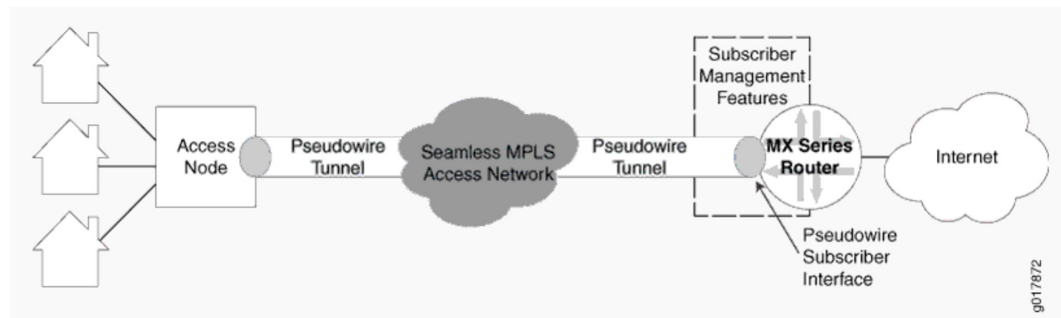 Access
Node
Pseudowire
Tunnel
Seamless MPLS
Access Network
Pseudowire
Tunnel
Subscriber
Management
Features
MX Series
Router
Internet
Pseudowire
Subscriber
Interface
g017872